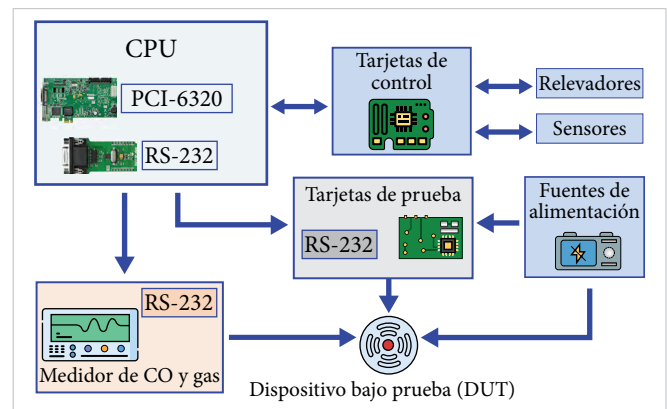 CPU
PCI-6320
RS-232
Tarjetas de
control
Relevadores
Sensores
Tarjetas de prueba
RS-232
Fuentes de
alimentación
RS-232
Medidor de CO y gas
Dispositivo bajo prueba (DUT)